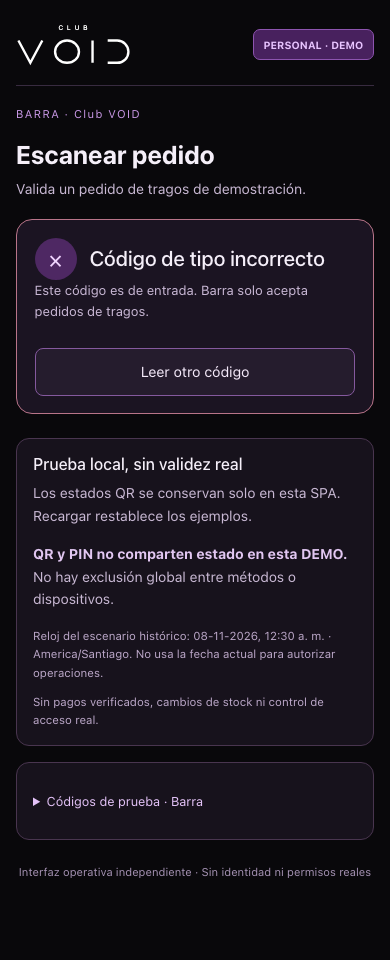 CLUB
VOID
PERSONAL · DEMO
BARRA · Club VOID
Escanear pedido
Valida un pedido de tragos de demostración.
Código de tipo incorrecto
Este código es de entrada. Barra solo acepta
pedidos de tragos.
Leer otro código
Prueba local, sin validez real
Los estados QR se conservan solo en esta SPA.
Recargar restablece los ejemplos.
QR y PIN no comparten estado en esta DEMO.
No hay exclusión global entre métodos o
dispositivos.
Reloj del escenario histórico: 08-11-2026, 12:30 a. m. ·
America/Santiago. No usa la fecha actual para autorizar
operaciones.
Sin pagos verificados, cambios de stock ni control de
acceso real.
Códigos de prueba · Barra
Interfaz operativa independiente · Sin identidad ni permisos reales